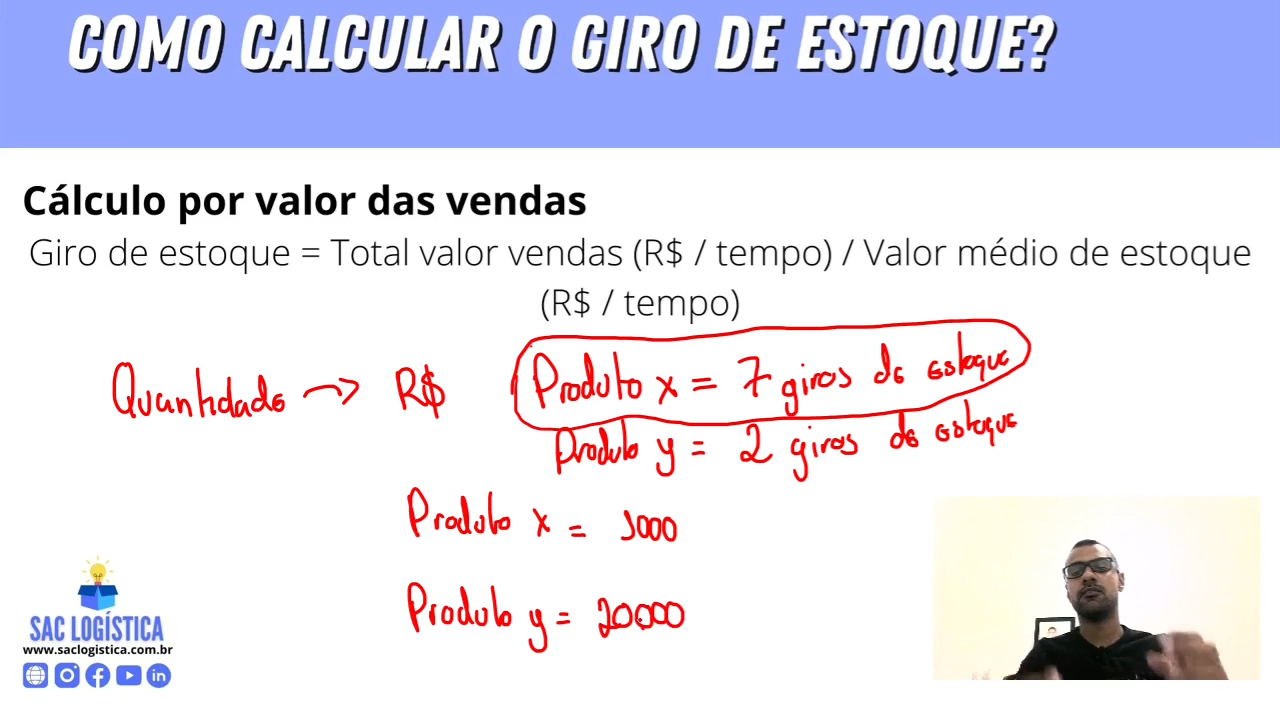 COMO CALCULAR O GIRO DE ESTOQUE?
Cálculo por valor das vendas
Giro de estoque = Total valor vendas (R$ / tempo) / Valor médio de estoque
(R$ / tempo)
Quantidade → R$
Produto x = 7 giros de estoque
Produto y = 2 giros de estoque
Produto x = 1000
Produto y = 20000
SAC LOGÍSTICA
www.saclogistica.com.br